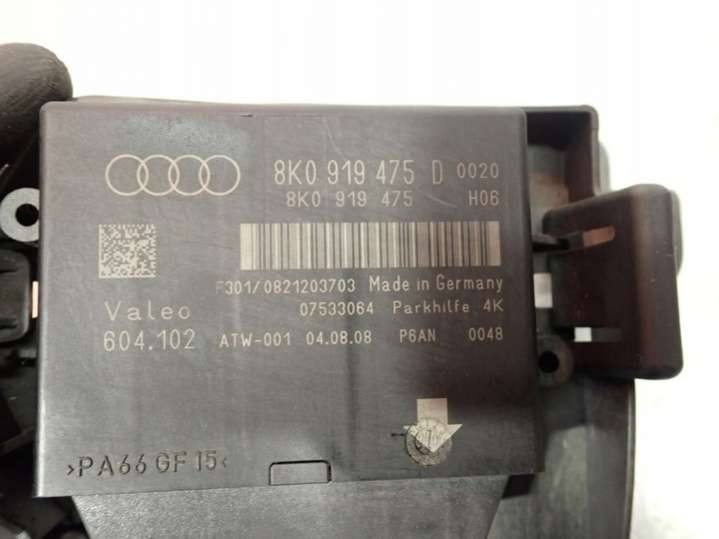 8K0 919 475 D 0020
8K0 919 475 H06
F301/0821203703 Made in Germany
Valeo 07533064 Parkhilfe 4K
604.102 ATW-001 04.08.08 P6AN 0048
>PA66 GF15<